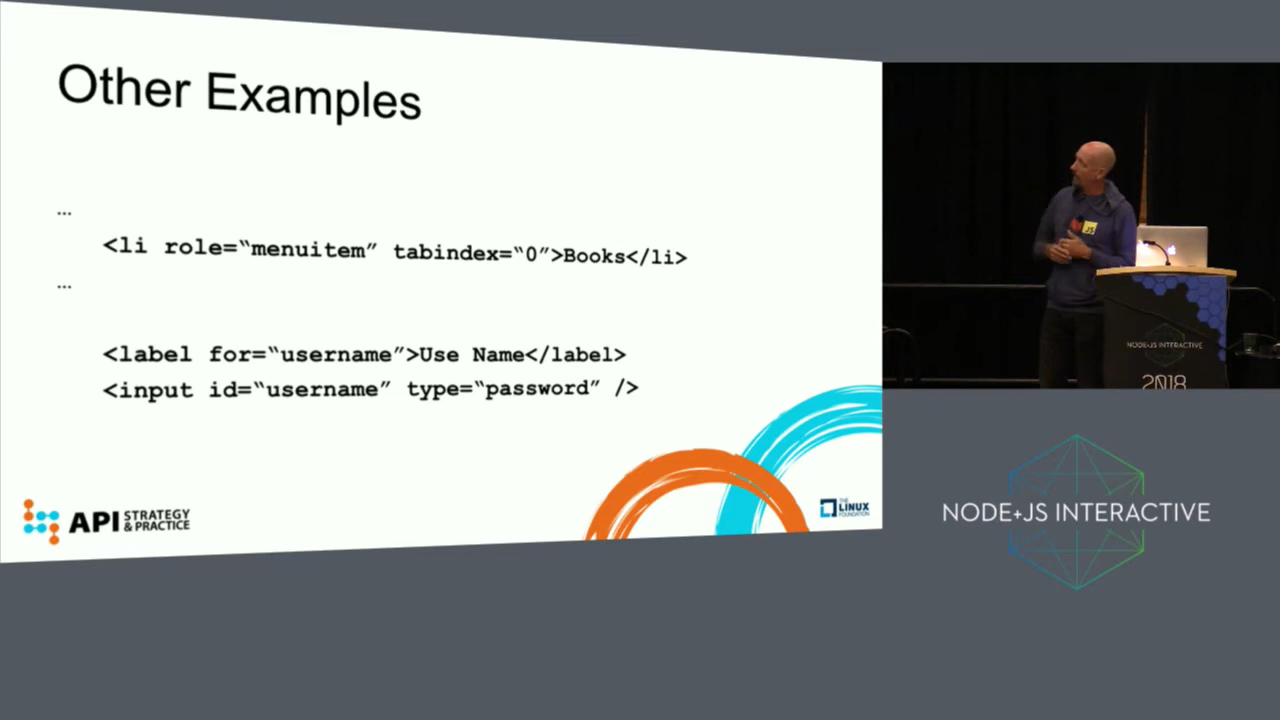 Other Examples
...
<li role=“menuitem” tabindex=“0”>Books</li>
...
<label for=“username”>Use Name</label>
<input id=“username” type=“password” />
API STRATEGY
& PRACTICE
THE
LINUX
FOUNDATION
JS
NODE+JS INTERACTIVE
2018
NODE+JS INTERACTIVE